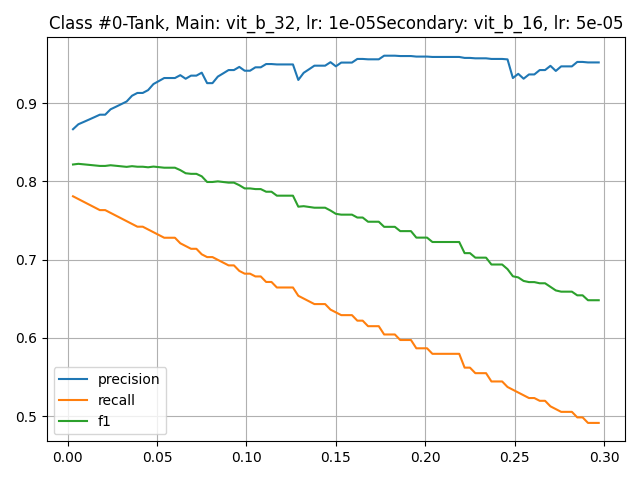 Class #0-Tank, Main: vit_b_32, lr: 1e-05Secondary: vit_b_16, lr: 5e-05
0.9
0.8
0.7
0.6
0.5
precision
recall
f1
0.00 0.05 0.10 0.15 0.20 0.25 0.30